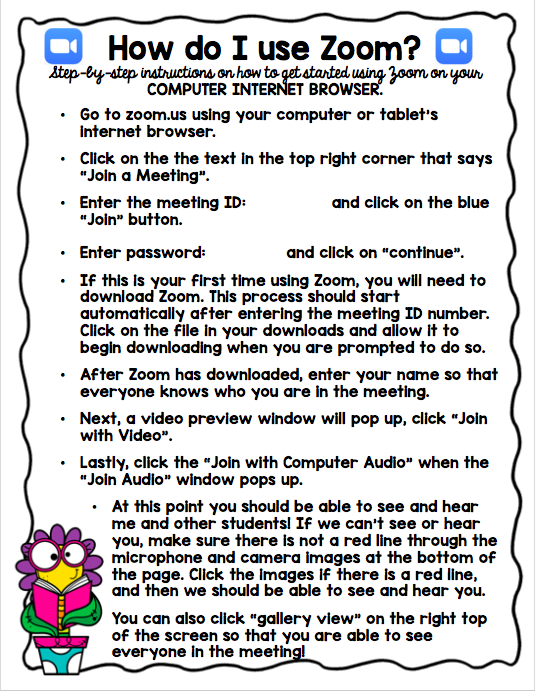 How do I use Zoom?
Step-by-step instructions on how to get started using Zoom on your
COMPUTER INTERNET BROWSER.
• Go to zoom.us using your computer or tablet's
internet browser.
• Click on the the text in the top right corner that says
"Join a Meeting".
• Enter the meeting ID: and click on the blue
"Join" button.
• Enter password: and click on "continue".
• If this is your first time using Zoom, you will need to
download Zoom. This process should start
automatically after entering the meeting ID number.
Click on the file in your downloads and allow it to
begin downloading when you are prompted to do so.
• After Zoom has downloaded, enter your name so that
everyone knows who you are in the meeting.
• Next, a video preview window will pop up, click "Join
with Video".
• Lastly, click the "Join with Computer Audio" when the
"Join Audio" window pops up.
• At this point you should be able to see and hear
me and other students! If we can't see or hear
you, make sure there is not a red line through the
microphone and camera images at the bottom of
the page. Click the images if there is a red line,
and then we should be able to see and hear you.
You can also click "gallery view" on the right top
of the screen so that you are able to see
everyone in the meeting!